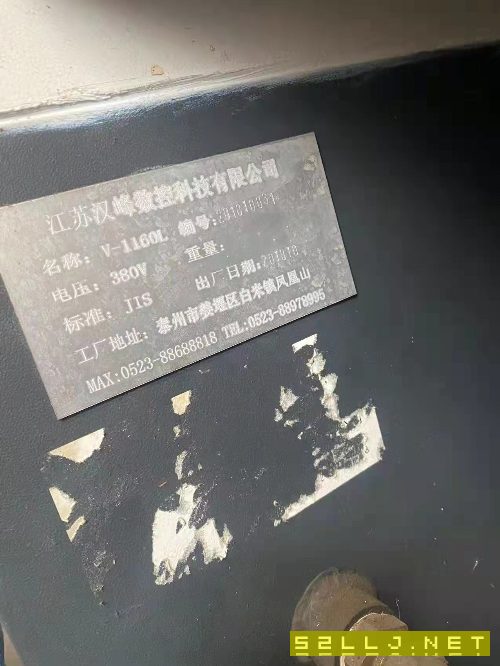 江苏汉峰数控科技有限公司
名称: V-1160L 编号:
电压: 380V 重量:
标准: JIS 出厂日期:
工厂地址: 泰州市姜堰区白米镇凤凰山
MAX:0523-88688818 TEL:0523-88978995
52LLJ.NET